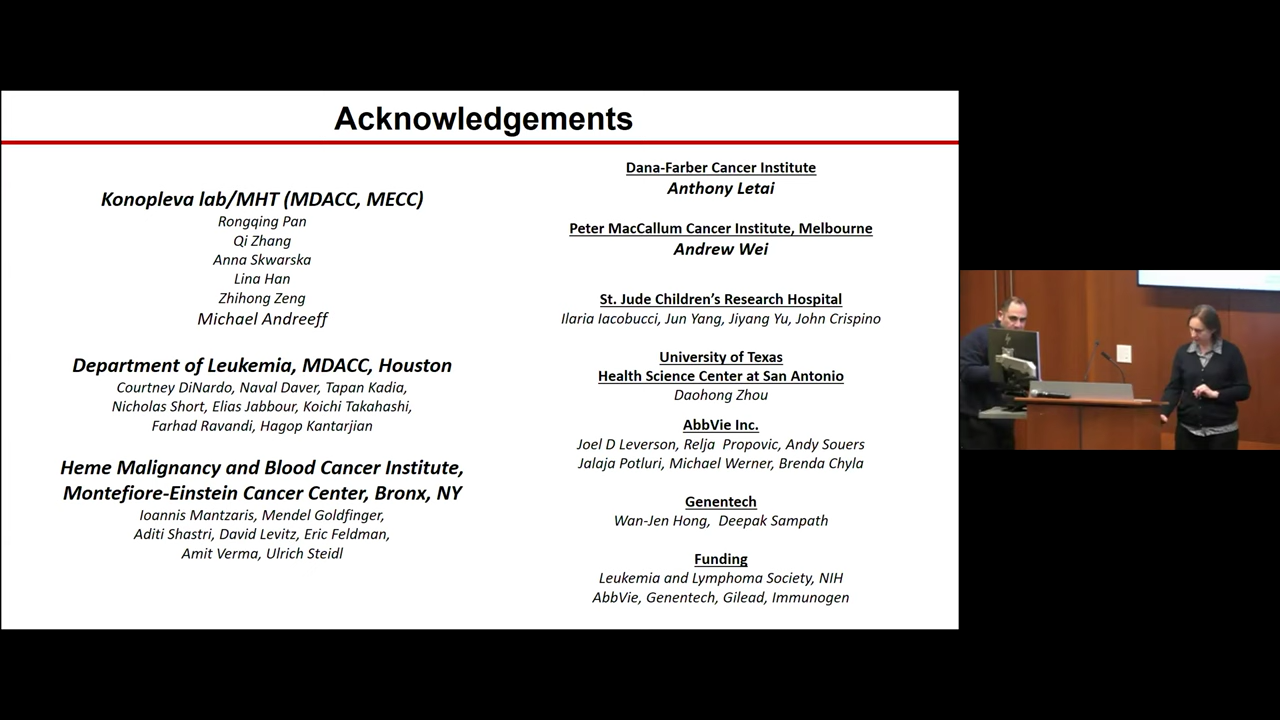 Acknowledgements
Konopleva lab/MHT (MDACC, MECC)
Rongqing Pan
Qi Zhang
Anna Skwarska
Lina Han
Zhihong Zeng
Michael Andreeff
Department of Leukemia, MDACC, Houston
Courtney DiNardo, Naval Daver, Tapan Kadia,
Nicholas Short, Elias Jabbour, Koichi Takahashi,
Farhad Ravandi, Hagop Kantarjian
Heme Malignancy and Blood Cancer Institute,
Montefiore-Einstein Cancer Center, Bronx, NY
Ioannis Mantzaris, Mendel Goldfinger,
Aditi Shastri, David Levitz, Eric Feldman,
Amit Verma, Ulrich Steidl
Dana-Farber Cancer Institute
Anthony Letai
Peter MacCallum Cancer Institute, Melbourne
Andrew Wei
St. Jude Children’s Research Hospital
Ilaria Iacobucci, Jun Yang, Jiyang Yu, John Crispino
University of Texas
Health Science Center at San Antonio
Daohong Zhou
AbbVie Inc.
Joel D Leverson, Relja Propovic, Andy Souers
Jalaja Potluri, Michael Werner, Brenda Chyla
Genentech
Wan-Jen Hong, Deepak Sampath
Funding
Leukemia and Lymphoma Society, NIH
AbbVie, Genentech, Gilead, Immunogen